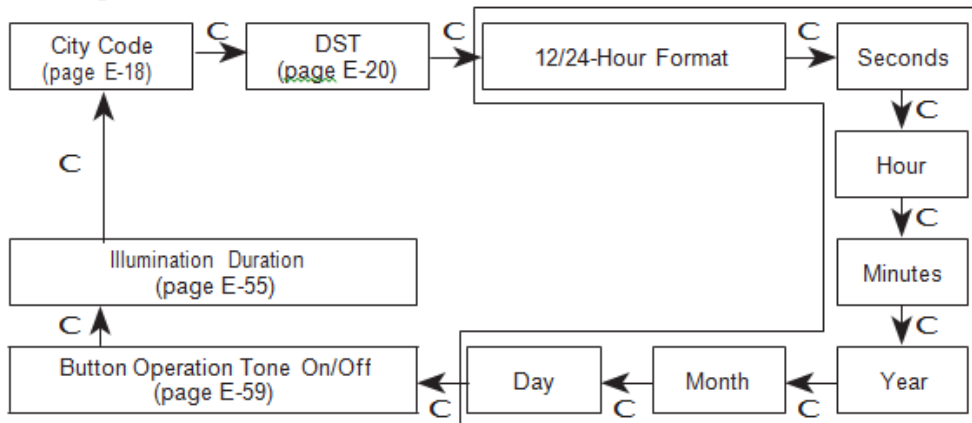 City Code
(page E-18)
C
DST
(page E-20)
C
12/24-Hour Format
C
Seconds
C
Hour
C
Minutes
C
Year
C
Month
C
Day
C
Button Operation Tone On/Off
(page E-59)
C
Illumination Duration
(page E-55)
C